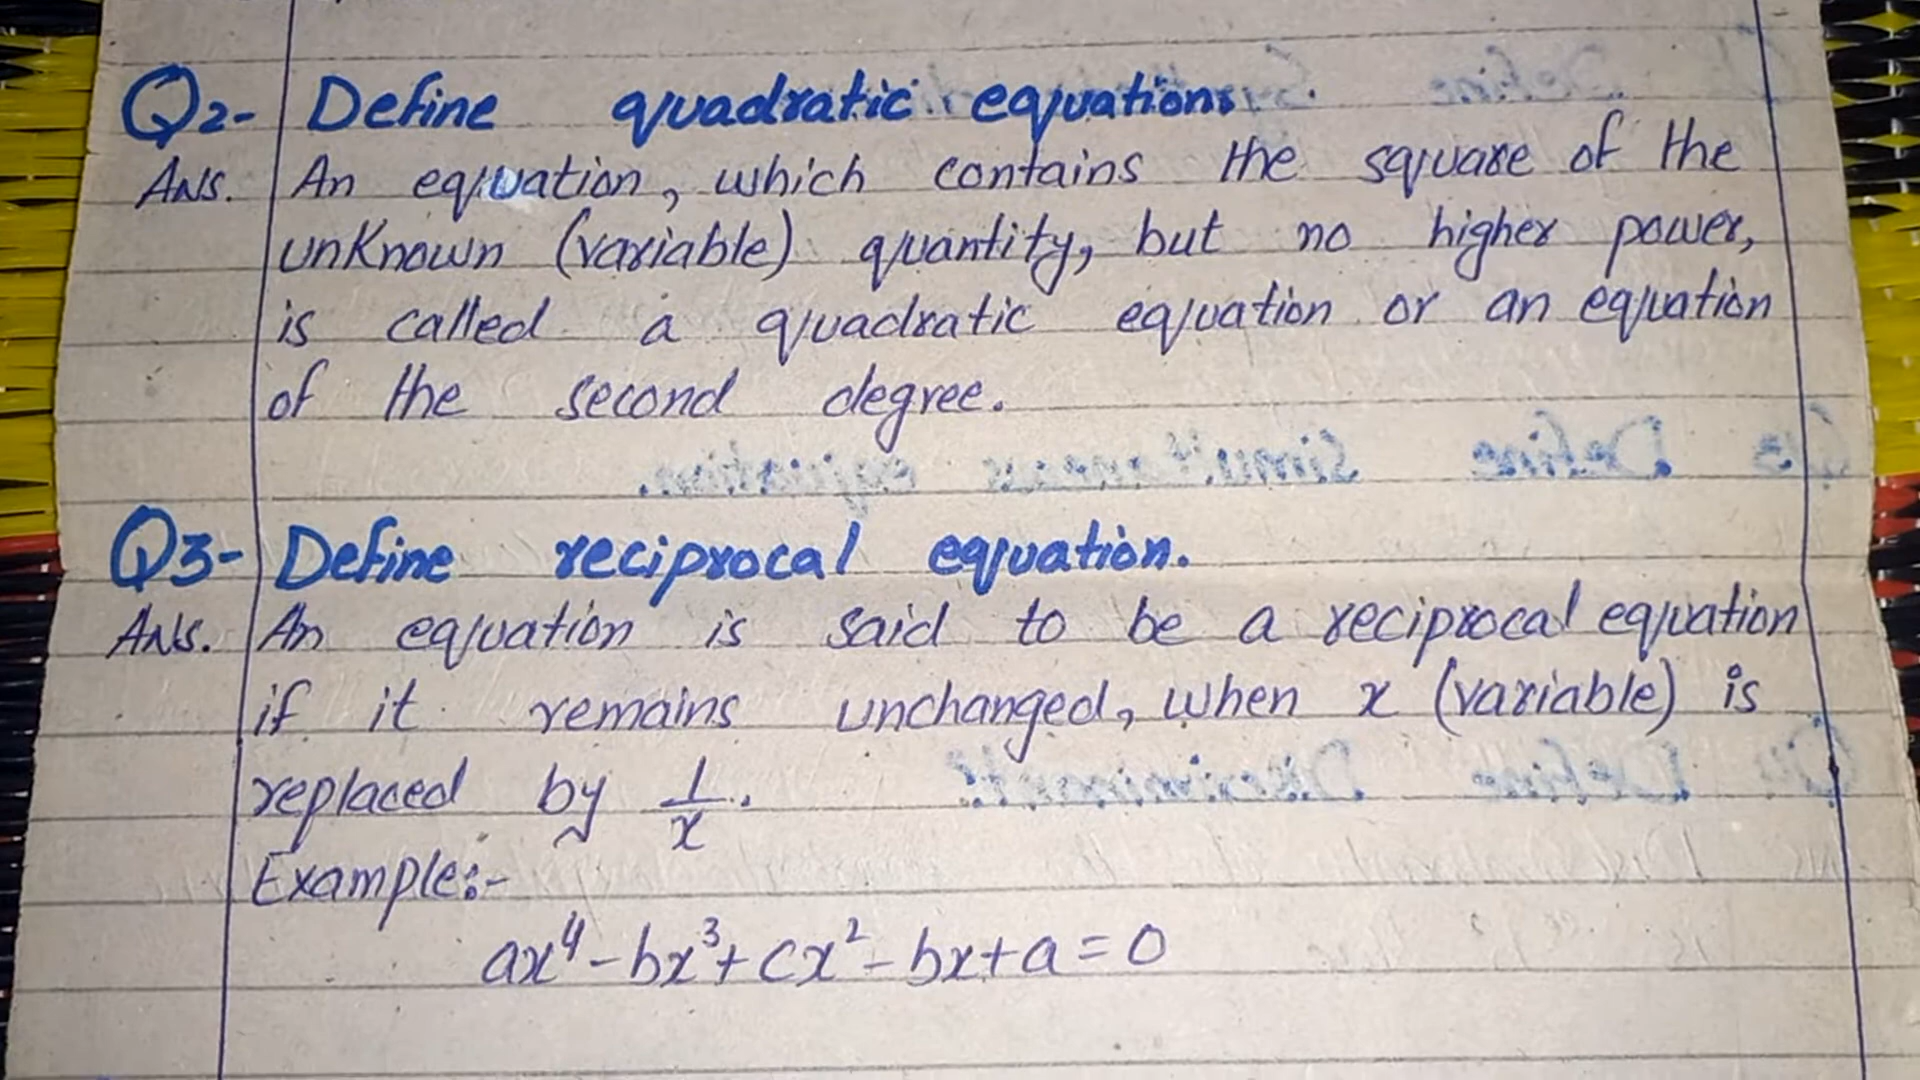 Q2- Define quadratic equation.
Ans. An equation, which contains the square of the
unknown (variable) quantity, but no higher power,
is called a quadratic equation or an equation
of the second degree.
Q3- Define reciprocal equation.
Ans. An equation is said to be a reciprocal equation
if it remains unchanged, when x (variable) is
replaced by 1/x.
Example:-
ax⁴-bx³+cx²-bx+a=0